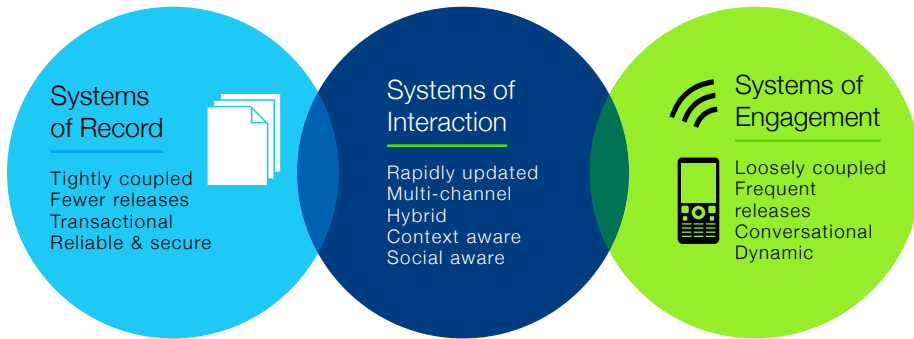 Systems
of Record
Tightly coupled
Fewer releases
Transactional
Reliable & secure
Systems of
Interaction
Rapidly updated
Multi-channel
Hybrid
Context aware
Social aware
Systems of
Engagement
Loosely coupled
Frequent
releases
Conversational
Dynamic